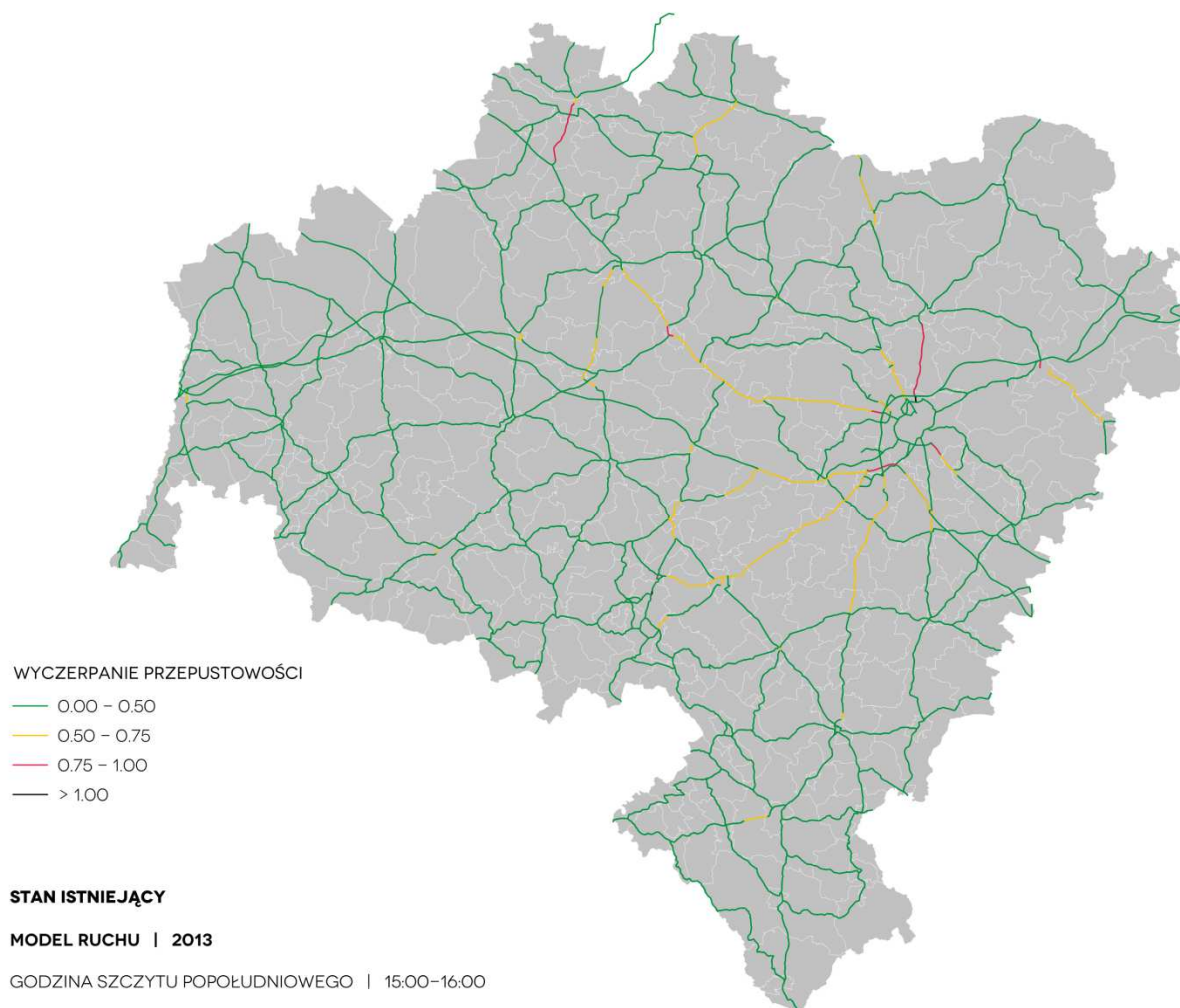 WYCZERPANIE PRZEPUSTOWOŚCI
0.00 – 0.50
0.50 – 0.75
0.75 – 1.00
> 1.00
STAN ISTNIEJĄCY
MODEL RUCHU | 2013
GODZINA SZCZYTU POPOŁUDNIOWEGO | 15:00–16:00